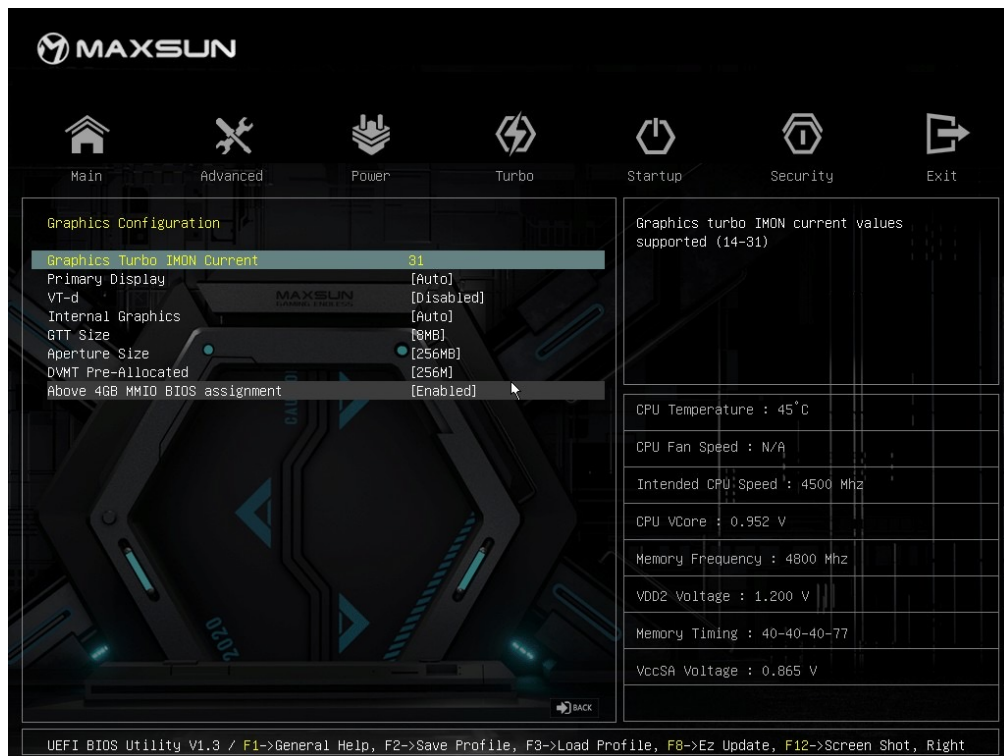 MAXSUN
Main Advanced Power Turbo Startup Security Exit
Graphics Configuration
Graphics Turbo IMON Current 31
Primary Display [Auto]
VT-d [Disabled]
Internal Graphics [Auto]
GTT Size [8MB]
Aperture Size [256MB]
DVMT Pre-Allocated [256M]
Above 4GB MMIO BIOS assignment [Enabled]
MAXSUN
2020
BACK
Graphics turbo IMON current values
supported (14-31)
CPU Temperature : 45°C
CPU Fan Speed : N/A
Intended CPU Speed : 4500 Mhz
CPU VCore : 0.952 V
Memory Frequency : 4800 Mhz
VDD2 Voltage : 1.200 V
Memory Timing : 40-40-40-77
VccSA Voltage : 0.865 V
UEFI BIOS Utility V1.3 / F1->General Help, F2->Save Profile, F3->Load Profile, F8->Ez Update, F12->Screen Shot, Right